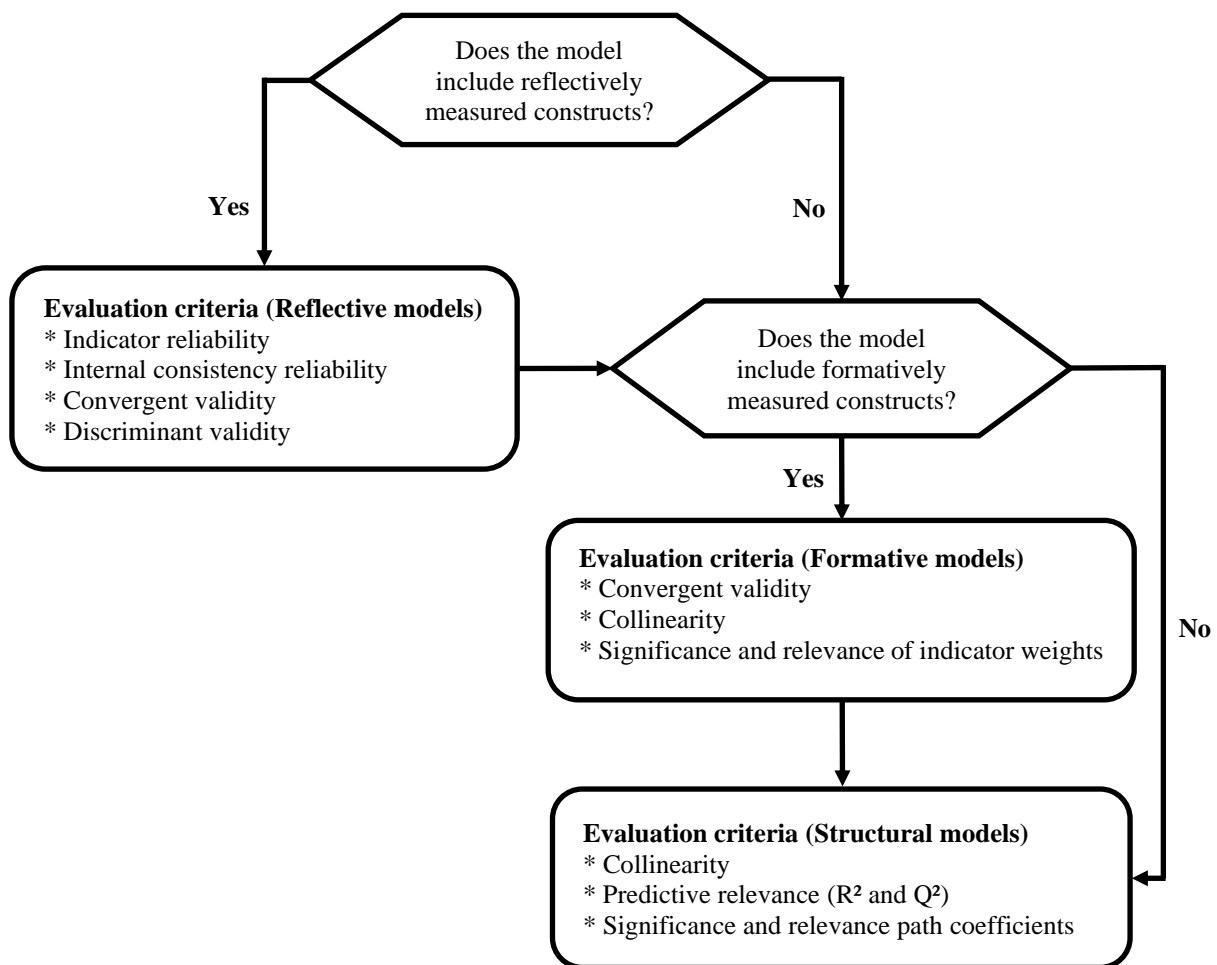 Does the model
include reflectively
measured constructs?
Yes
No
Evaluation criteria (Reflective models)
* Indicator reliability
* Internal consistency reliability
* Convergent validity
* Discriminant validity
Does the model
include formatively
measured constructs?
Yes
No
Evaluation criteria (Formative models)
* Convergent validity
* Collinearity
* Significance and relevance of indicator weights
Evaluation criteria (Structural models)
* Collinearity
* Predictive relevance (R² and Q²)
* Significance and relevance path coefficients